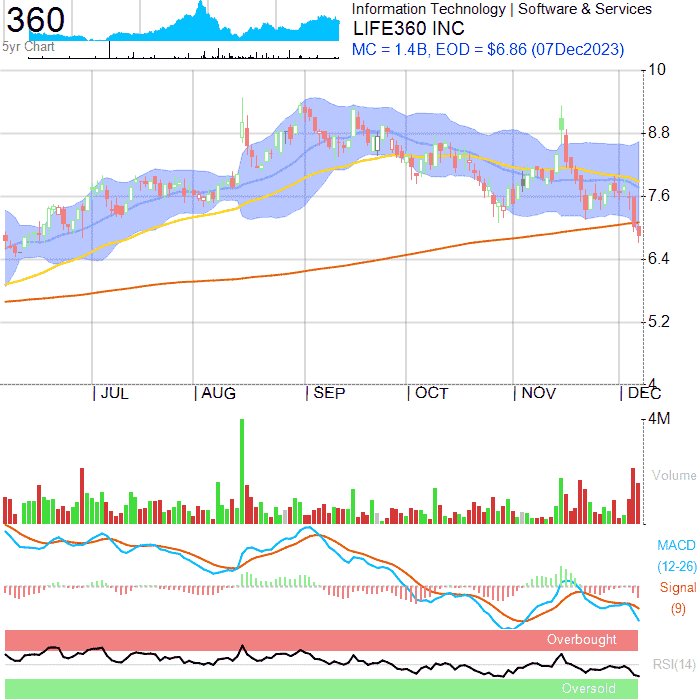 360
5yr Chart
Information Technology | Software & Services
LIFE360 INC
MC = 1.4B, EOD = $6.86 (07Dec2023)
10
8.8
7.6
6.4
5.2
4
JUL AUG SEP OCT NOV DEC
4M
Volume
MACD
(12-26)
Signal
(9)
Overbought
RSI(14)
Oversold